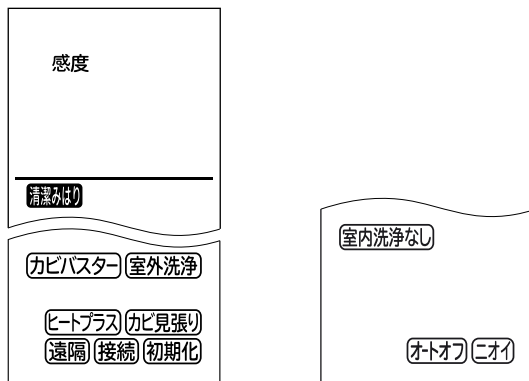 感度
清潔みはり
カビバスター 室外洗浄
ヒートプラス カビ見張り
遠隔 接続 初期化
室内洗浄なし
オートオフ ニオイ